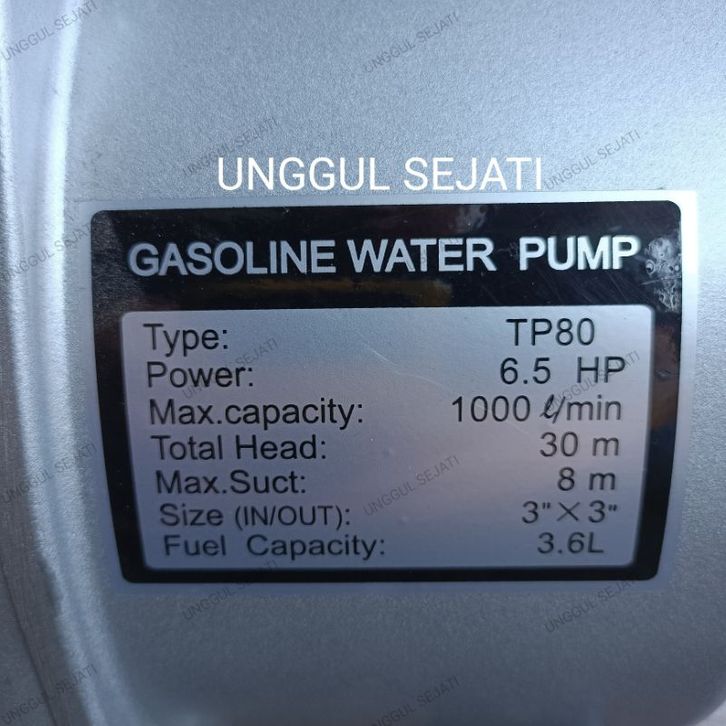 UNGGUL SEJATI
GASOLINE WATER PUMP
Type: TP80
Power: 6.5 HP
Max.capacity: 1000 ℓ/min
Total Head: 30 m
Max.Suct: 8 m
Size (IN/OUT): 3"×3"
Fuel Capacity: 3.6L